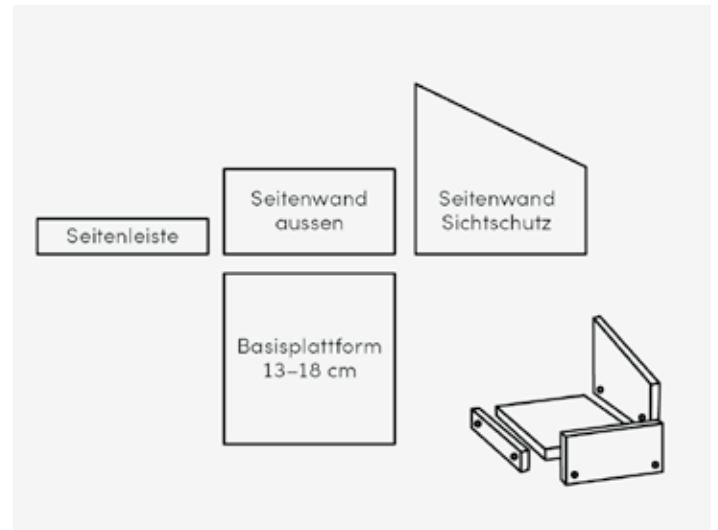 Seitenwand
aussen
Seitenwand
Sichtschutz
Seitenleiste
Basisplattform
13–18 cm